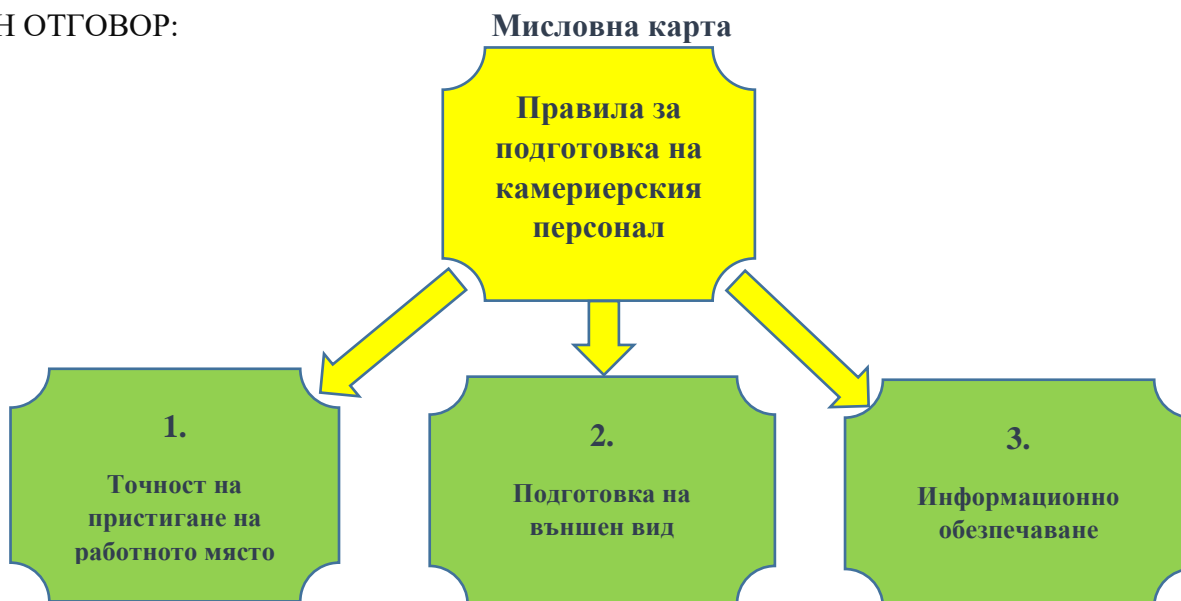 Н ОТГОВОР:
Мисловна карта
Правила за
подготовка на
камериерския
персонал
1.
Точност на
пристигане на
работното място
2.
Подготовка на
външен вид
3.
Информационно
обезпечаване